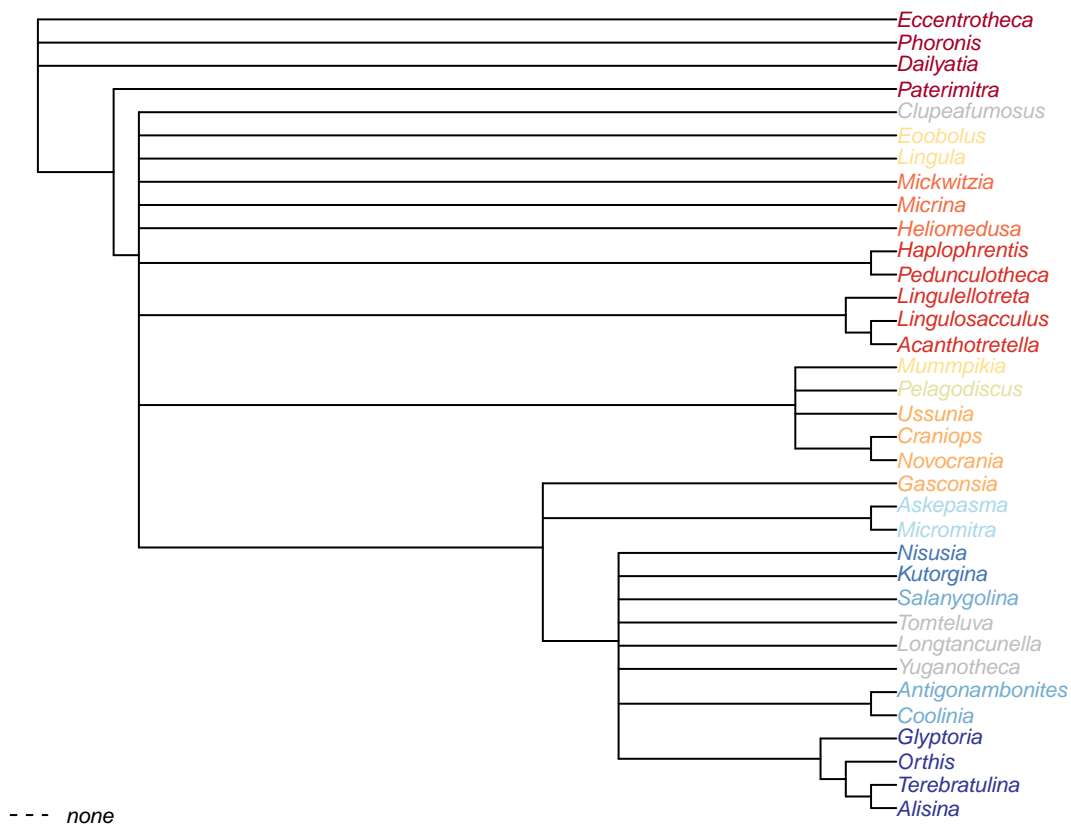 Eccentrotheca
Phoronis
Dailyatia
Paterimitra
Clupeafumosus
Eoobolus
Lingula
Mickwitzia
Micrina
Heliomedusa
Haplophrentis
Pedunculotheca
Lingulellotreta
Lingulosacculus
Acanthotretella
Mummpikia
Pelagodiscus
Ussunia
Craniops
Novocrania
Gasconsia
Askepasma
Micromitra
Nisusia
Kutorgina
Salanygolina
Tomteluva
Longtancunella
Yuganotheca
Antigonambonites
Coolinia
Glyptoria
Orthis
Terebratulina
Alisina
none